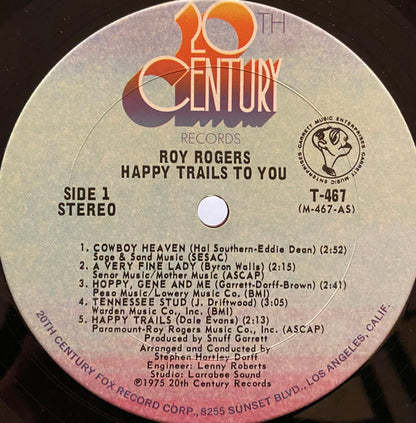 20TH
CENTURY
RECORDS
ROY ROGERS
HAPPY TRAILS TO YOU
GARRETT MUSIC ENTERPRISES
GARRETT MUSIC ENTERPRISES
SIDE 1
STEREO
T-467
(M-467-AS)
1. COWBOY HEAVEN (Hal Southern-Eddie Dean) (2:52)
Sage & Sand Music (SESAC)
2. A VERY FINE LADY (Byron Walls) (2:15)
Senor Music/Mother Music (ASCAP)
3. HOPPY, GENE AND ME (Garrett-Dorff-Brown) (2:41)
Peso Music/Lowery Music Co. (BMI)
4. TENNESSEE STUD (J. Driftwood) (3:05)
Warden Music Co., Inc. (BMI)
5. HAPPY TRAILS (Dale Evans) (2:13)
Paramount-Roy Rogers Music Co., Inc. (ASCAP)
Produced by Snuff Garrett
Arranged and Conducted by
Stephen Hartley Dorff
Engineer: Lenny Roberts
Studio: Larrabee Sound
℗1975 20th Century Records
20TH CENTURY FOX RECORD CORP., 8255 SUNSET BLVD., LOS ANGELES, CALIF.